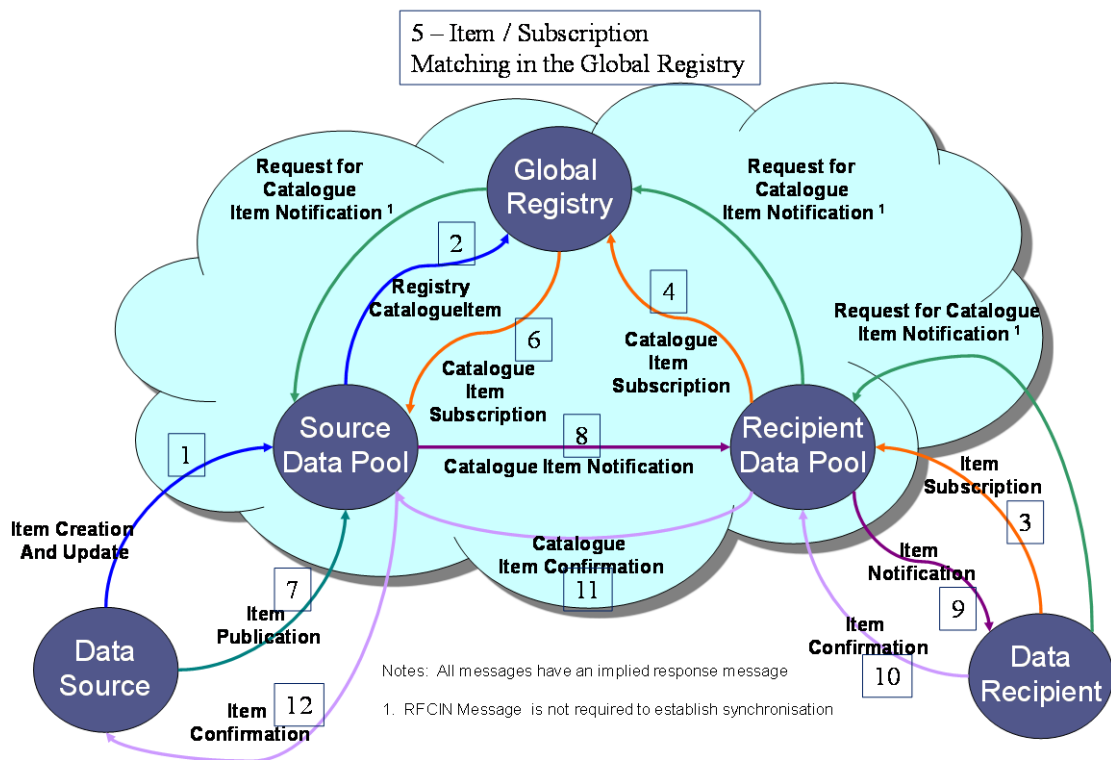 5 – Item / Subscription
Matching in the Global Registry
Request for
Catalogue
Item Notification 1
Global
Registry
Request for
Catalogue
Item Notification 1
2
Registry
CatalogueItem
4
6
Catalogue
Item
Subscription
Catalogue
Item
Subscription
Request for Catalogue
Item Notification 1
Source
Data Pool
8
Catalogue Item Notification
Recipient
Data Pool
1
Item Creation
And Update
Item
Subscription
3
Catalogue
Item Confirmation
11
7
Item
Publication
Item
Notification
9
Item
Confirmation
10
Data
Source
Data
Recipient
12
Item
Confirmation
Notes: All messages have an implied response message
1. RFCIN Message is not required to establish synchronisation